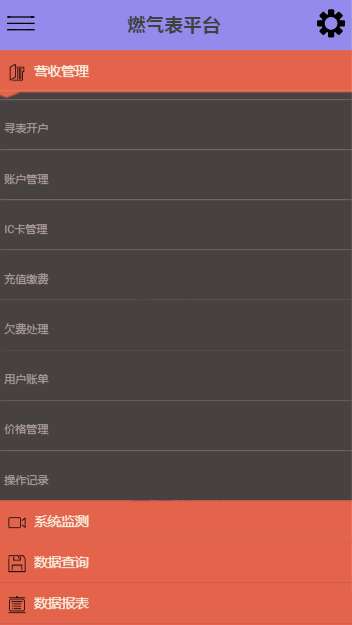 燃气表平台
营收管理
寻表开户
账户管理
IC卡管理
充值缴费
欠费处理
用户账单
价格管理
操作记录
系统监测
数据查询
数据报表